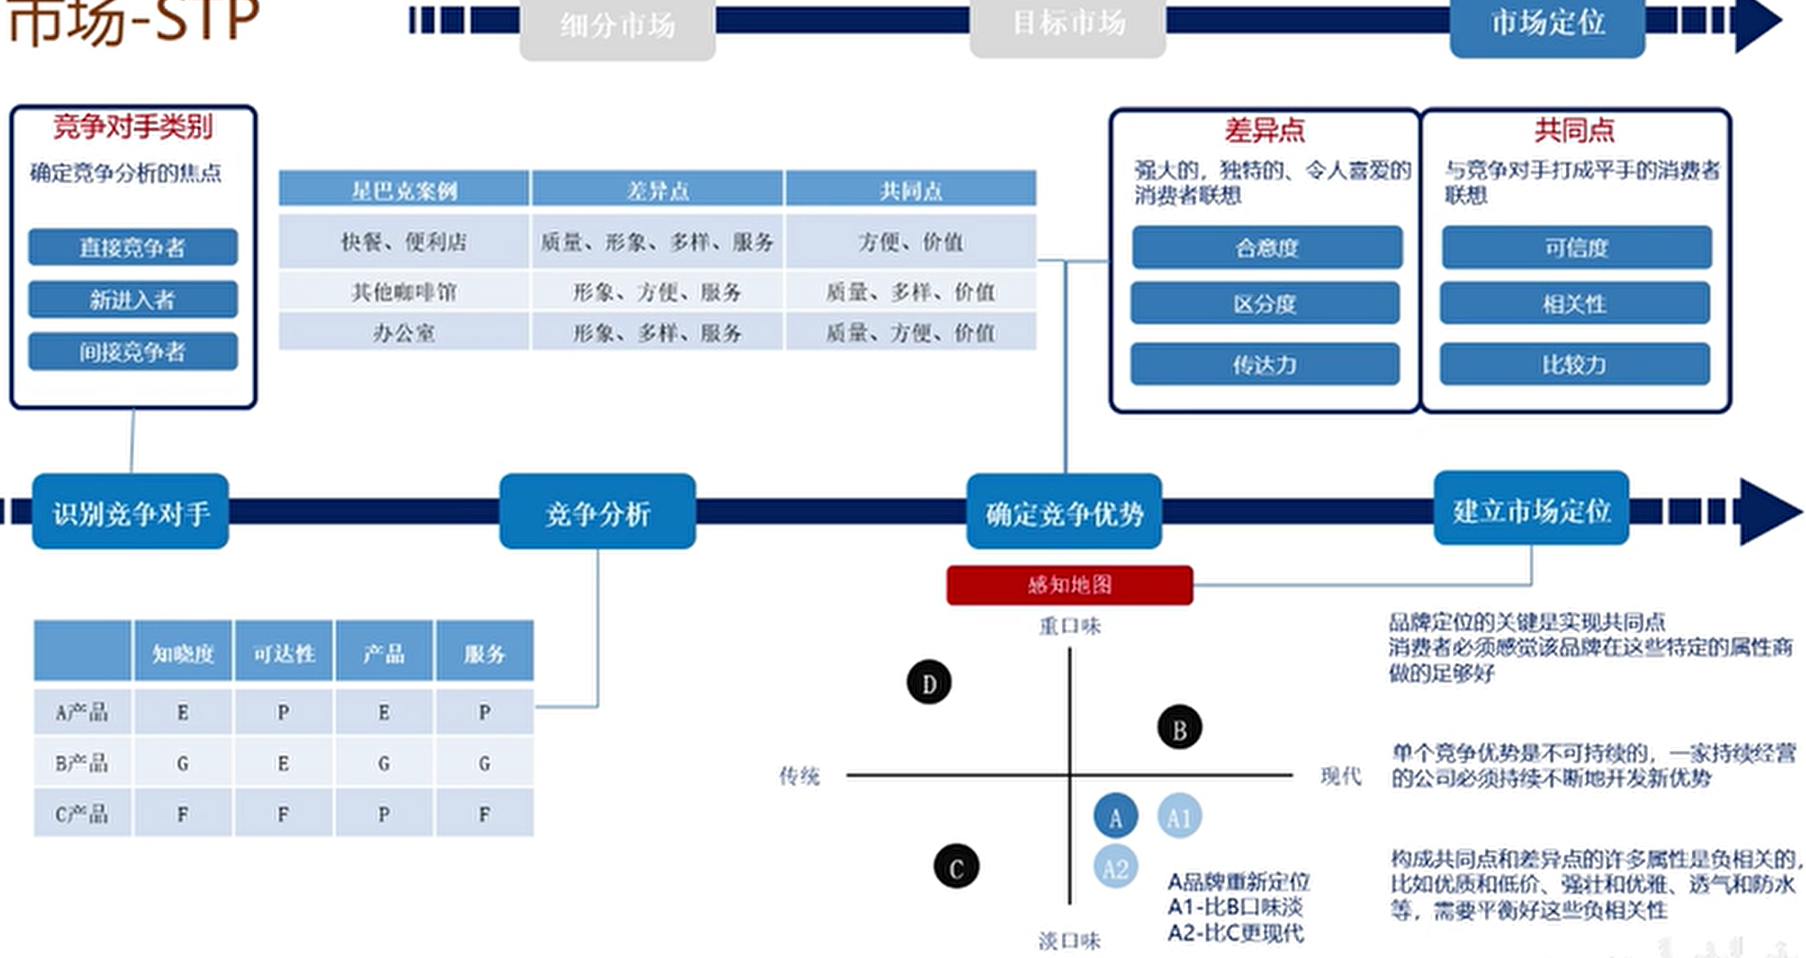 市场-STP
细分市场
目标市场
市场定位
竞争对手类别
确定竞争分析的焦点
直接竞争者
新进入者
间接竞争者
星巴克案例 差异点 共同点
快餐、便利店 质量、形象、多样、服务 方便、价值
其他咖啡馆 形象、方便、服务 质量、多样、价值
办公室 形象、多样、服务 质量、方便、价值
差异点
强大的，独特的、令人喜爱的
消费者联想
合意度
区分度
传达力
共同点
与竞争对手打成平手的消费者
联想
可信度
相关性
比较力
识别竞争对手
竞争分析
确定竞争优势
建立市场定位
知晓度 可达性 产品 服务
A产品 E P E P
B产品 G E G G
C产品 F F P F
感知地图
重口味
D
B
传统
现代
A
A1
C
A2
淡口味
A品牌重新定位
A1-比B口味淡
A2-比C更现代
品牌定位的关键是实现共同点
消费者必须感觉该品牌在这些特定的属性商
做的足够好
单个竞争优势是不可持续的，一家持续经营
的公司必须持续不断地开发新优势
构成共同点和差异点的许多属性是负相关的，
比如优质和低价、强壮和优雅、透气和防水
等，需要平衡好这些负相关性